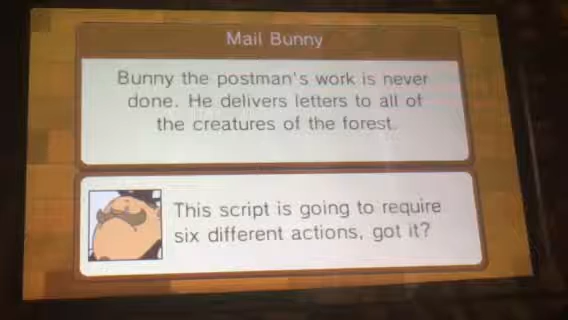 Mail Bunny
Bunny the postman's work is never
done. He delivers letters to all of
the creatures of the forest.
This script is going to require
six different actions, got it?